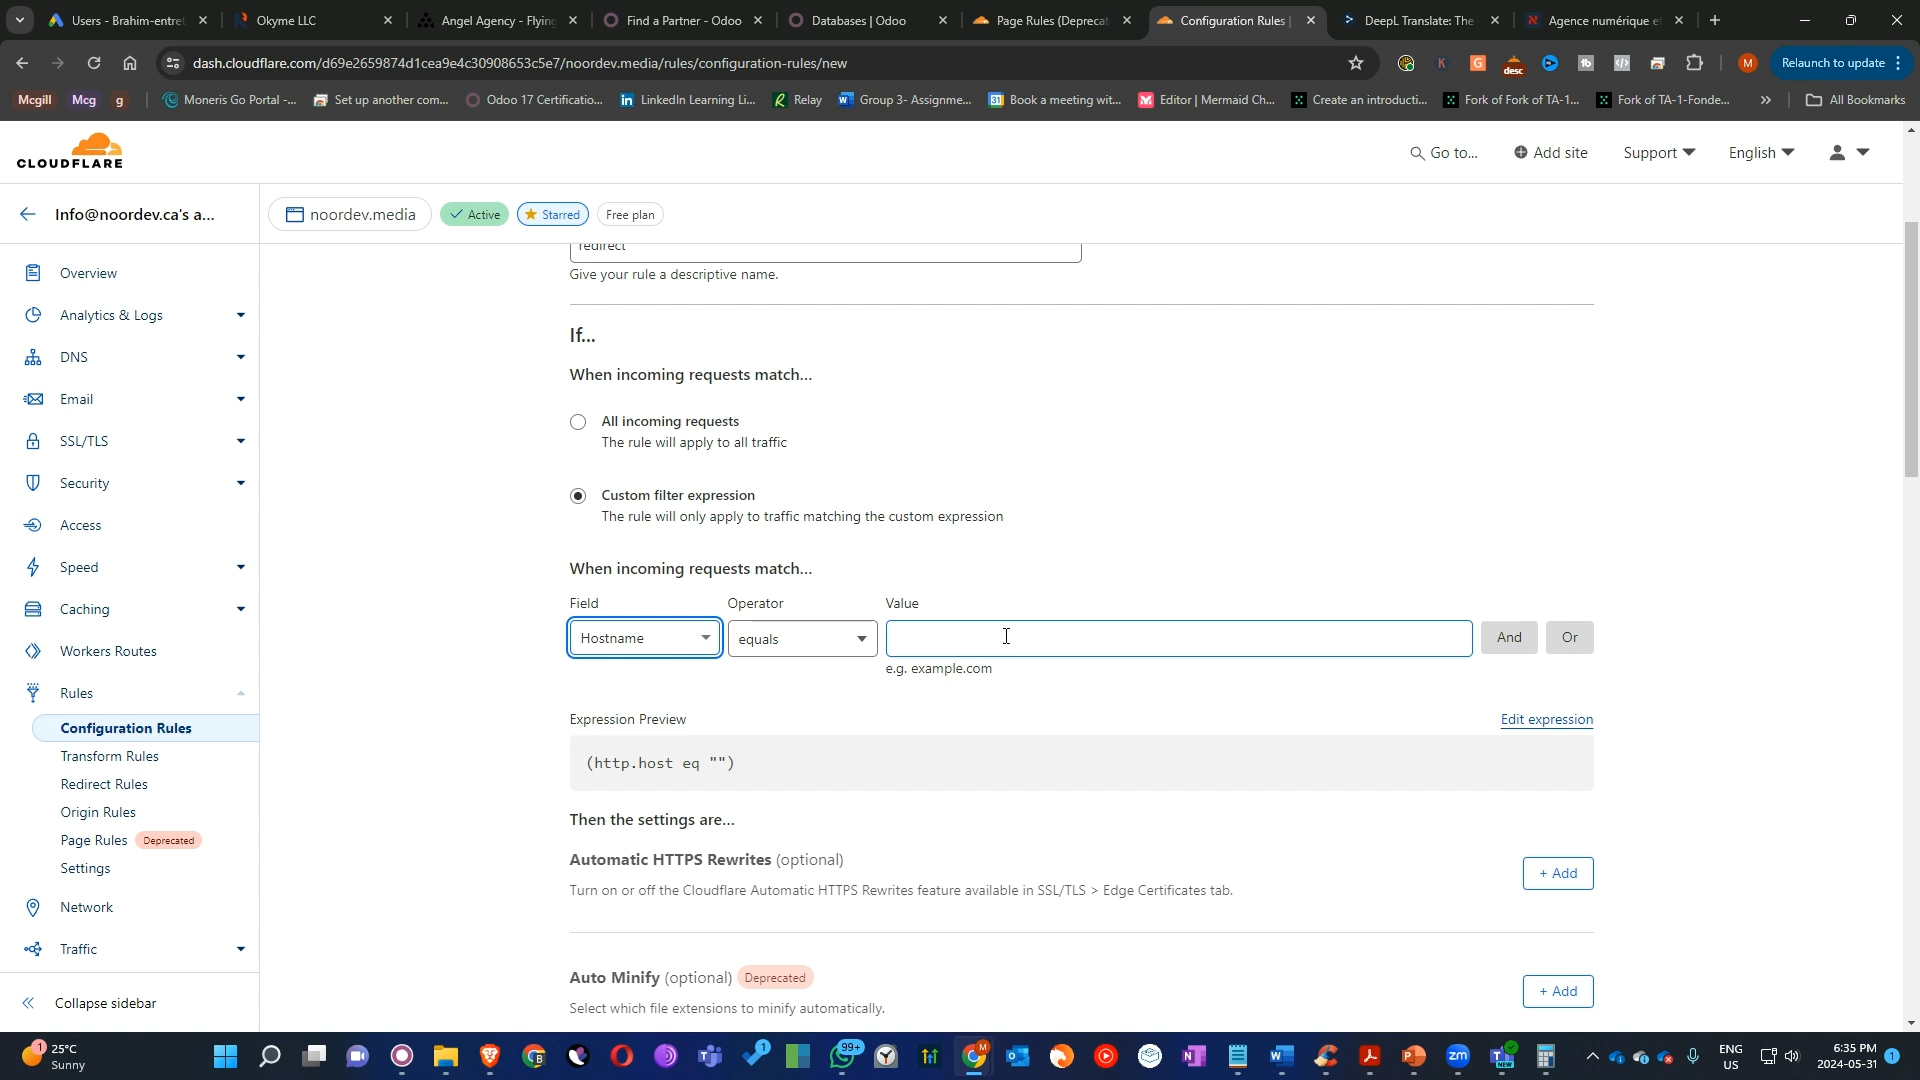 Users - Brahim-entre
Okyme LLC
Angel Agency - Flying
Find a Partner - Odoo
Databases | Odoo
Page Rules (Deprecat
Configuration Rules |
DeepL Translate: The
Agence numérique et
dash.cloudflare.com/d69e2659874d1cea9e4c30908653c5e7/noordev.media/rules/configuration-rules/new
M
Relaunch to update
Mcgill
Mcg
g
Moneris Go Portal -...
Set up another com...
Odoo 17 Certificatio...
LinkedIn Learning Li...
Relay
Group 3- Assignme...
Book a meeting wit...
Editor | Mermaid Ch...
Create an introducti...
Fork of Fork of TA-1...
Fork of TA-1-Fonde...
All Bookmarks
CLOUDFLARE
Go to...
Add site
Support
English
Info@noordev.ca's a...
noordev.media
Active
Starred
Free plan
Overview
Analytics & Logs
DNS
Email
SSL/TLS
Security
Access
Speed
Caching
Workers Routes
Rules
Configuration Rules
Transform Rules
Redirect Rules
Origin Rules
Page Rules Deprecated
Settings
Network
Traffic
Collapse sidebar
redirect
Give your rule a descriptive name.
If...
When incoming requests match...
All incoming requests
The rule will apply to all traffic
Custom filter expression
The rule will only apply to traffic matching the custom expression
When incoming requests match...
Field
Operator
Value
Hostname
equals
And
Or
e.g. example.com
Expression Preview
Edit expression
(http.host eq "")
Then the settings are...
Automatic HTTPS Rewrites (optional)
Turn on or off the Cloudflare Automatic HTTPS Rewrites feature available in SSL/TLS > Edge Certificates tab.
+ Add
Auto Minify (optional) Deprecated
Select which file extensions to minify automatically.
+ Add
1
25°C
Sunny
1
99+
M
zm
NEW
ENG
US
6:35 PM
2024-05-31
1